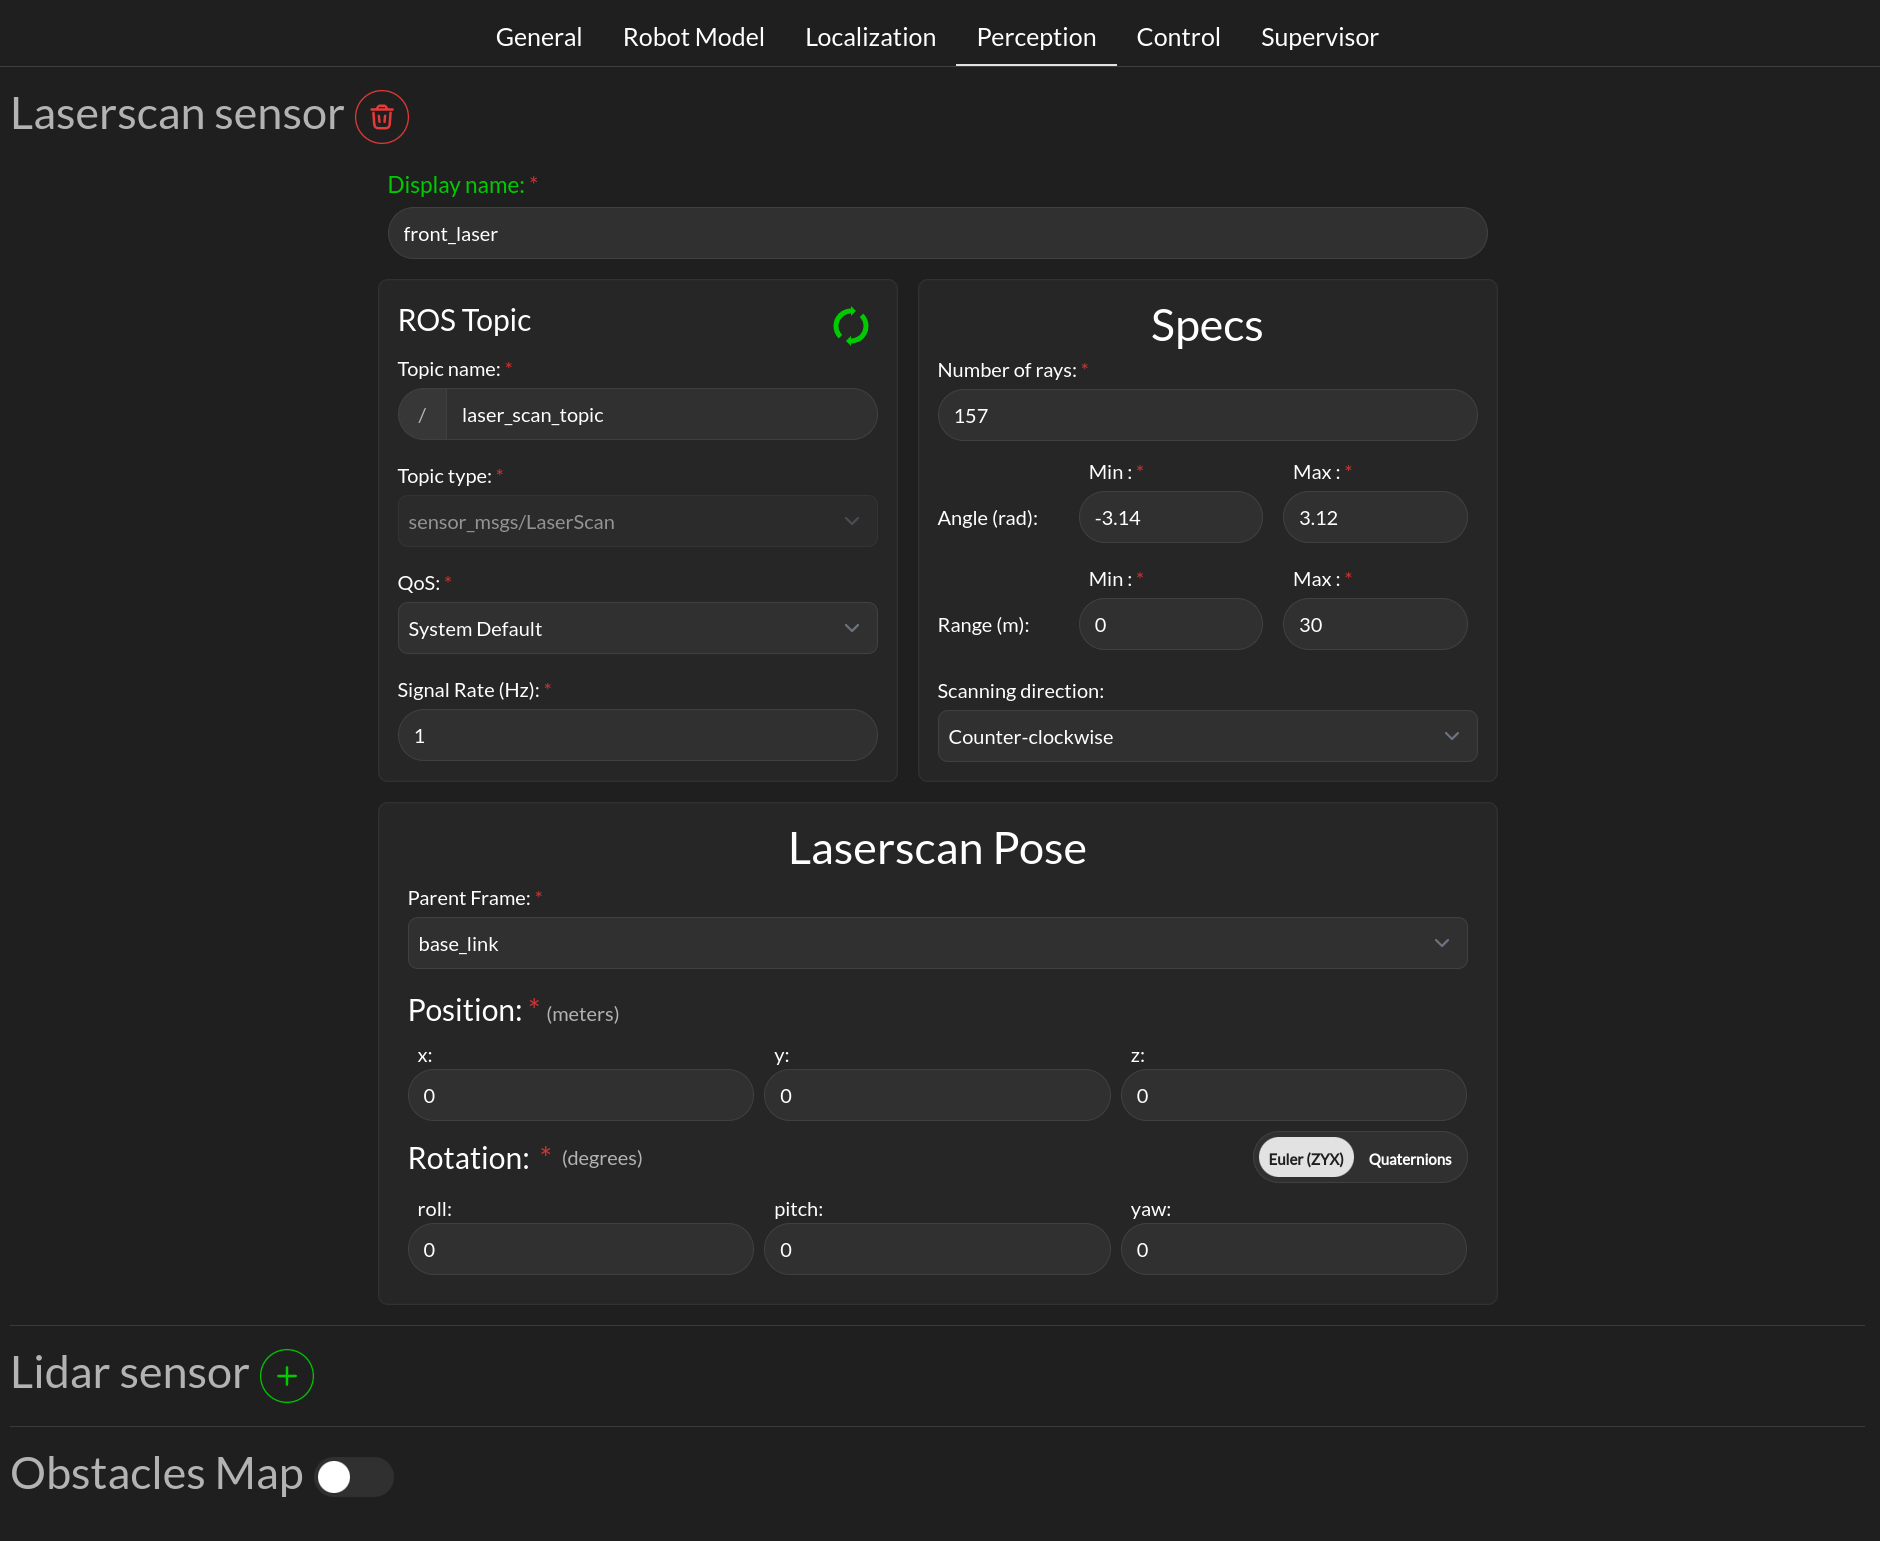 General Robot Model Localization Perception Control Supervisor
Laserscan sensor
Display name: *
front_laser
ROS Topic
Topic name: *
/ laser_scan_topic
Topic type: *
sensor_msgs/LaserScan
QoS: *
System Default
Signal Rate (Hz): *
1
Specs
Number of rays: *
157
Min : * Max : *
Angle (rad): -3.14 3.12
Min : * Max : *
Range (m): 0 30
Scanning direction:
Counter-clockwise
Laserscan Pose
Parent Frame: *
base_link
Position: * (meters)
x: y: z:
0 0 0
Rotation: * (degrees) Euler (ZYX) Quaternions
roll: pitch: yaw:
0 0 0
Lidar sensor
Obstacles Map